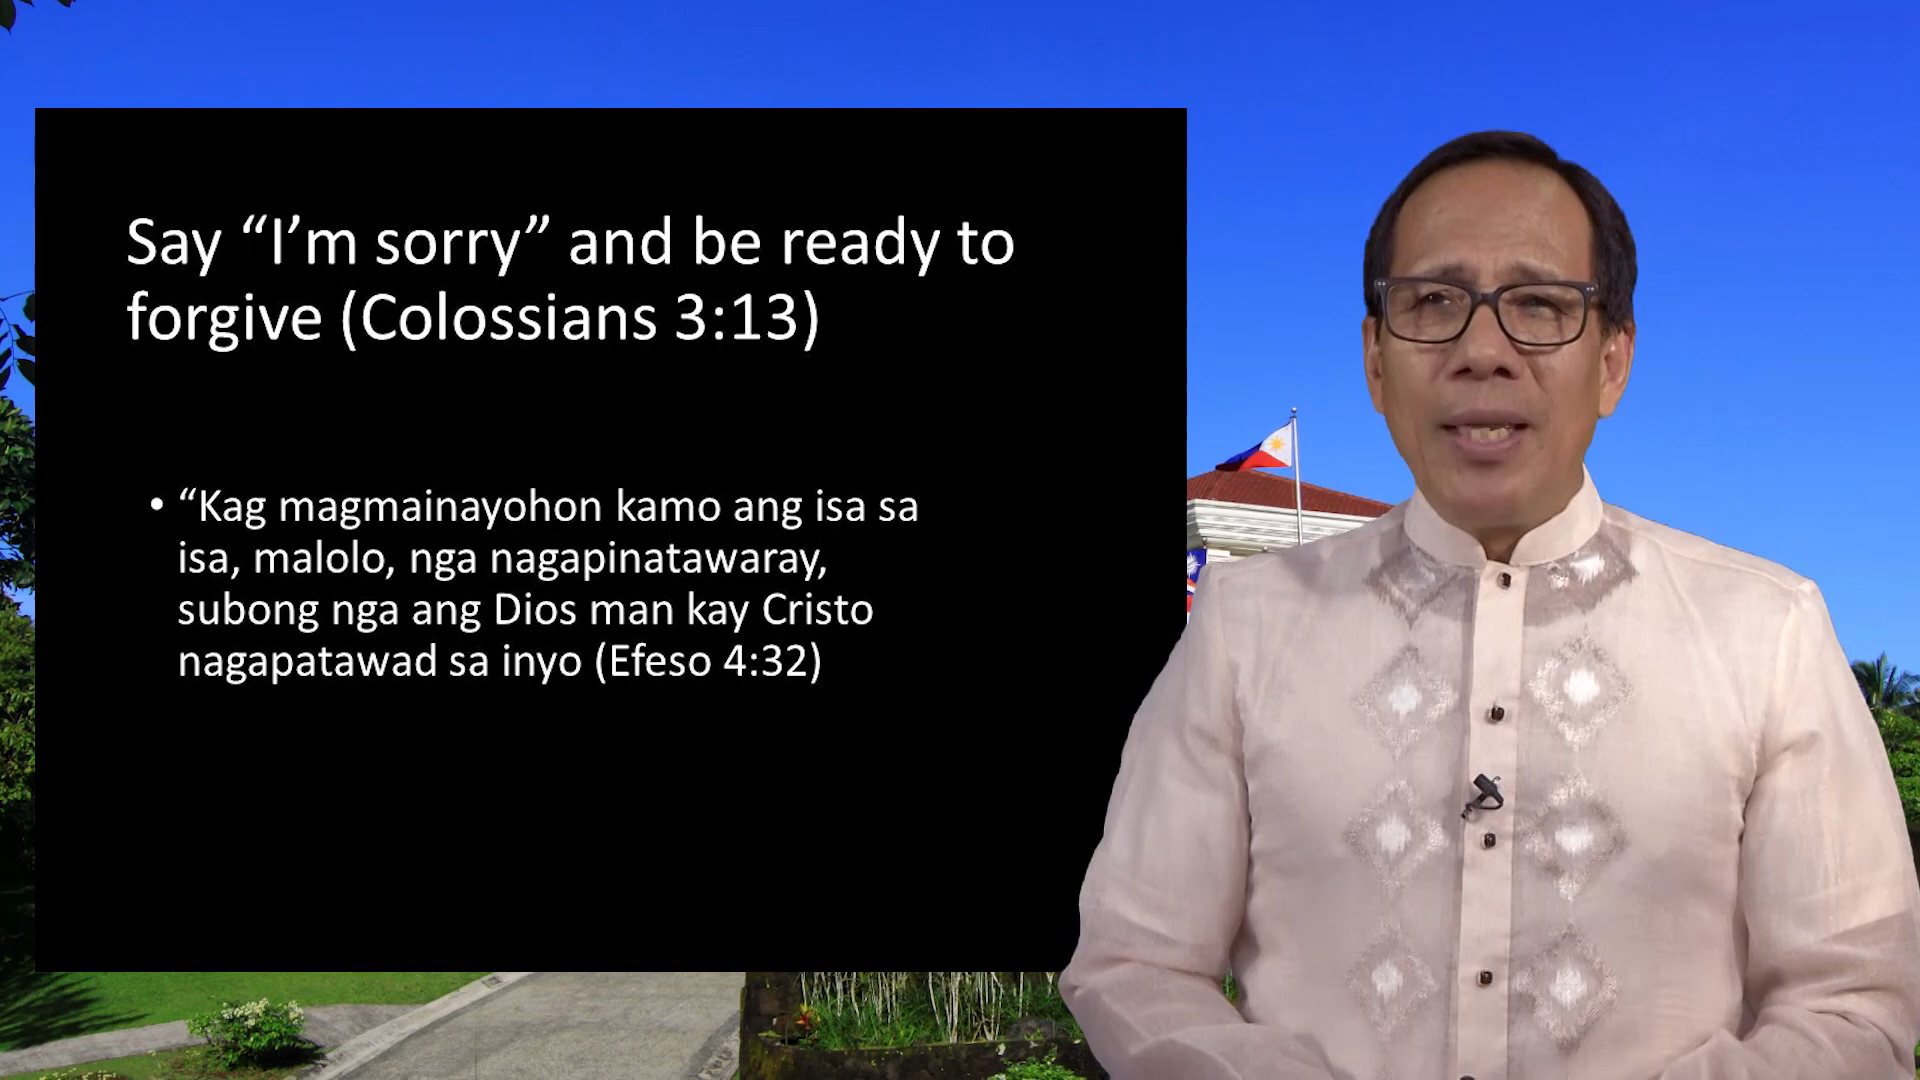 Say “I’m sorry” and be ready to
forgive (Colossians 3:13)
• “Kag magmainayohon kamo ang isa sa
isa, malolo, nga nagapinatawaray,
subong nga ang Dios man kay Cristo
nagapatawad sa inyo (Efeso 4:32)